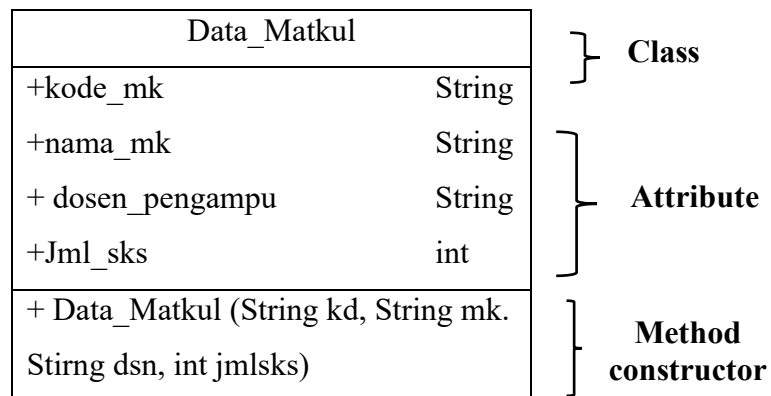 Data_Matkul
Class
+kode_mk String
+nama_mk String
+ dosen_pengampu String
Attribute
+Jml_sks int
+ Data_Matkul (String kd, String mk.
Stirng dsn, int jmlsks)
Method
constructor